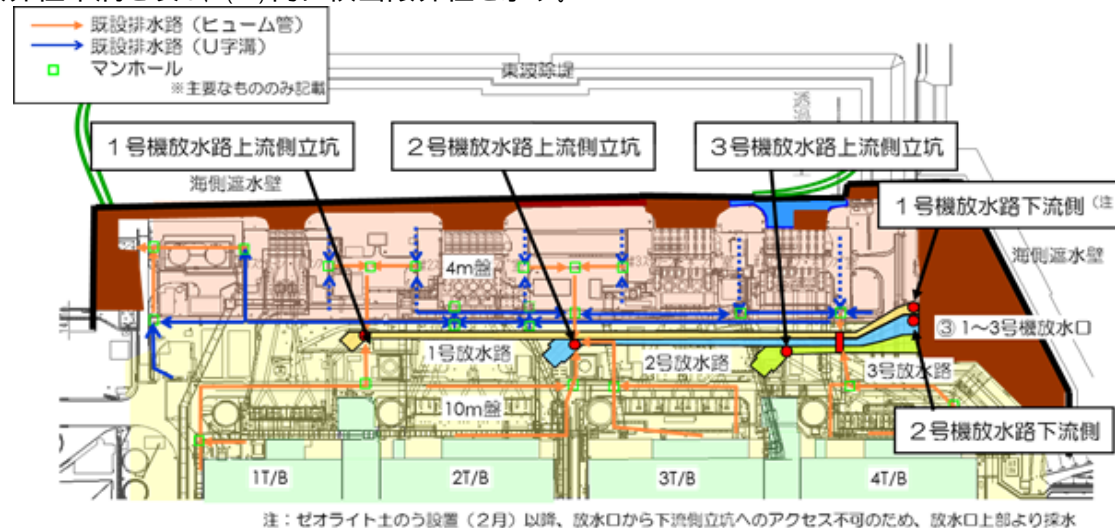 既設排水路（ヒューム管）
既設排水路（U字溝）
マンホール
※主要なもののみ記載
東波除堤
1号機放水路上流側立坑
2号機放水路上流側立坑
3号機放水路上流側立坑
海側遮水壁
1号機放水路下流側（注）
海側遮水壁
4m盤
③ 1～3号機放水口
1号放水路
2号放水路
3号放水路
10m盤
2号機放水路下流側
1T/B
2T/B
3T/B
4T/B
注：ゼオライト土のう設置（2月）以降、放水口から下流側立坑へのアクセス不可のため、放水口上部より採水